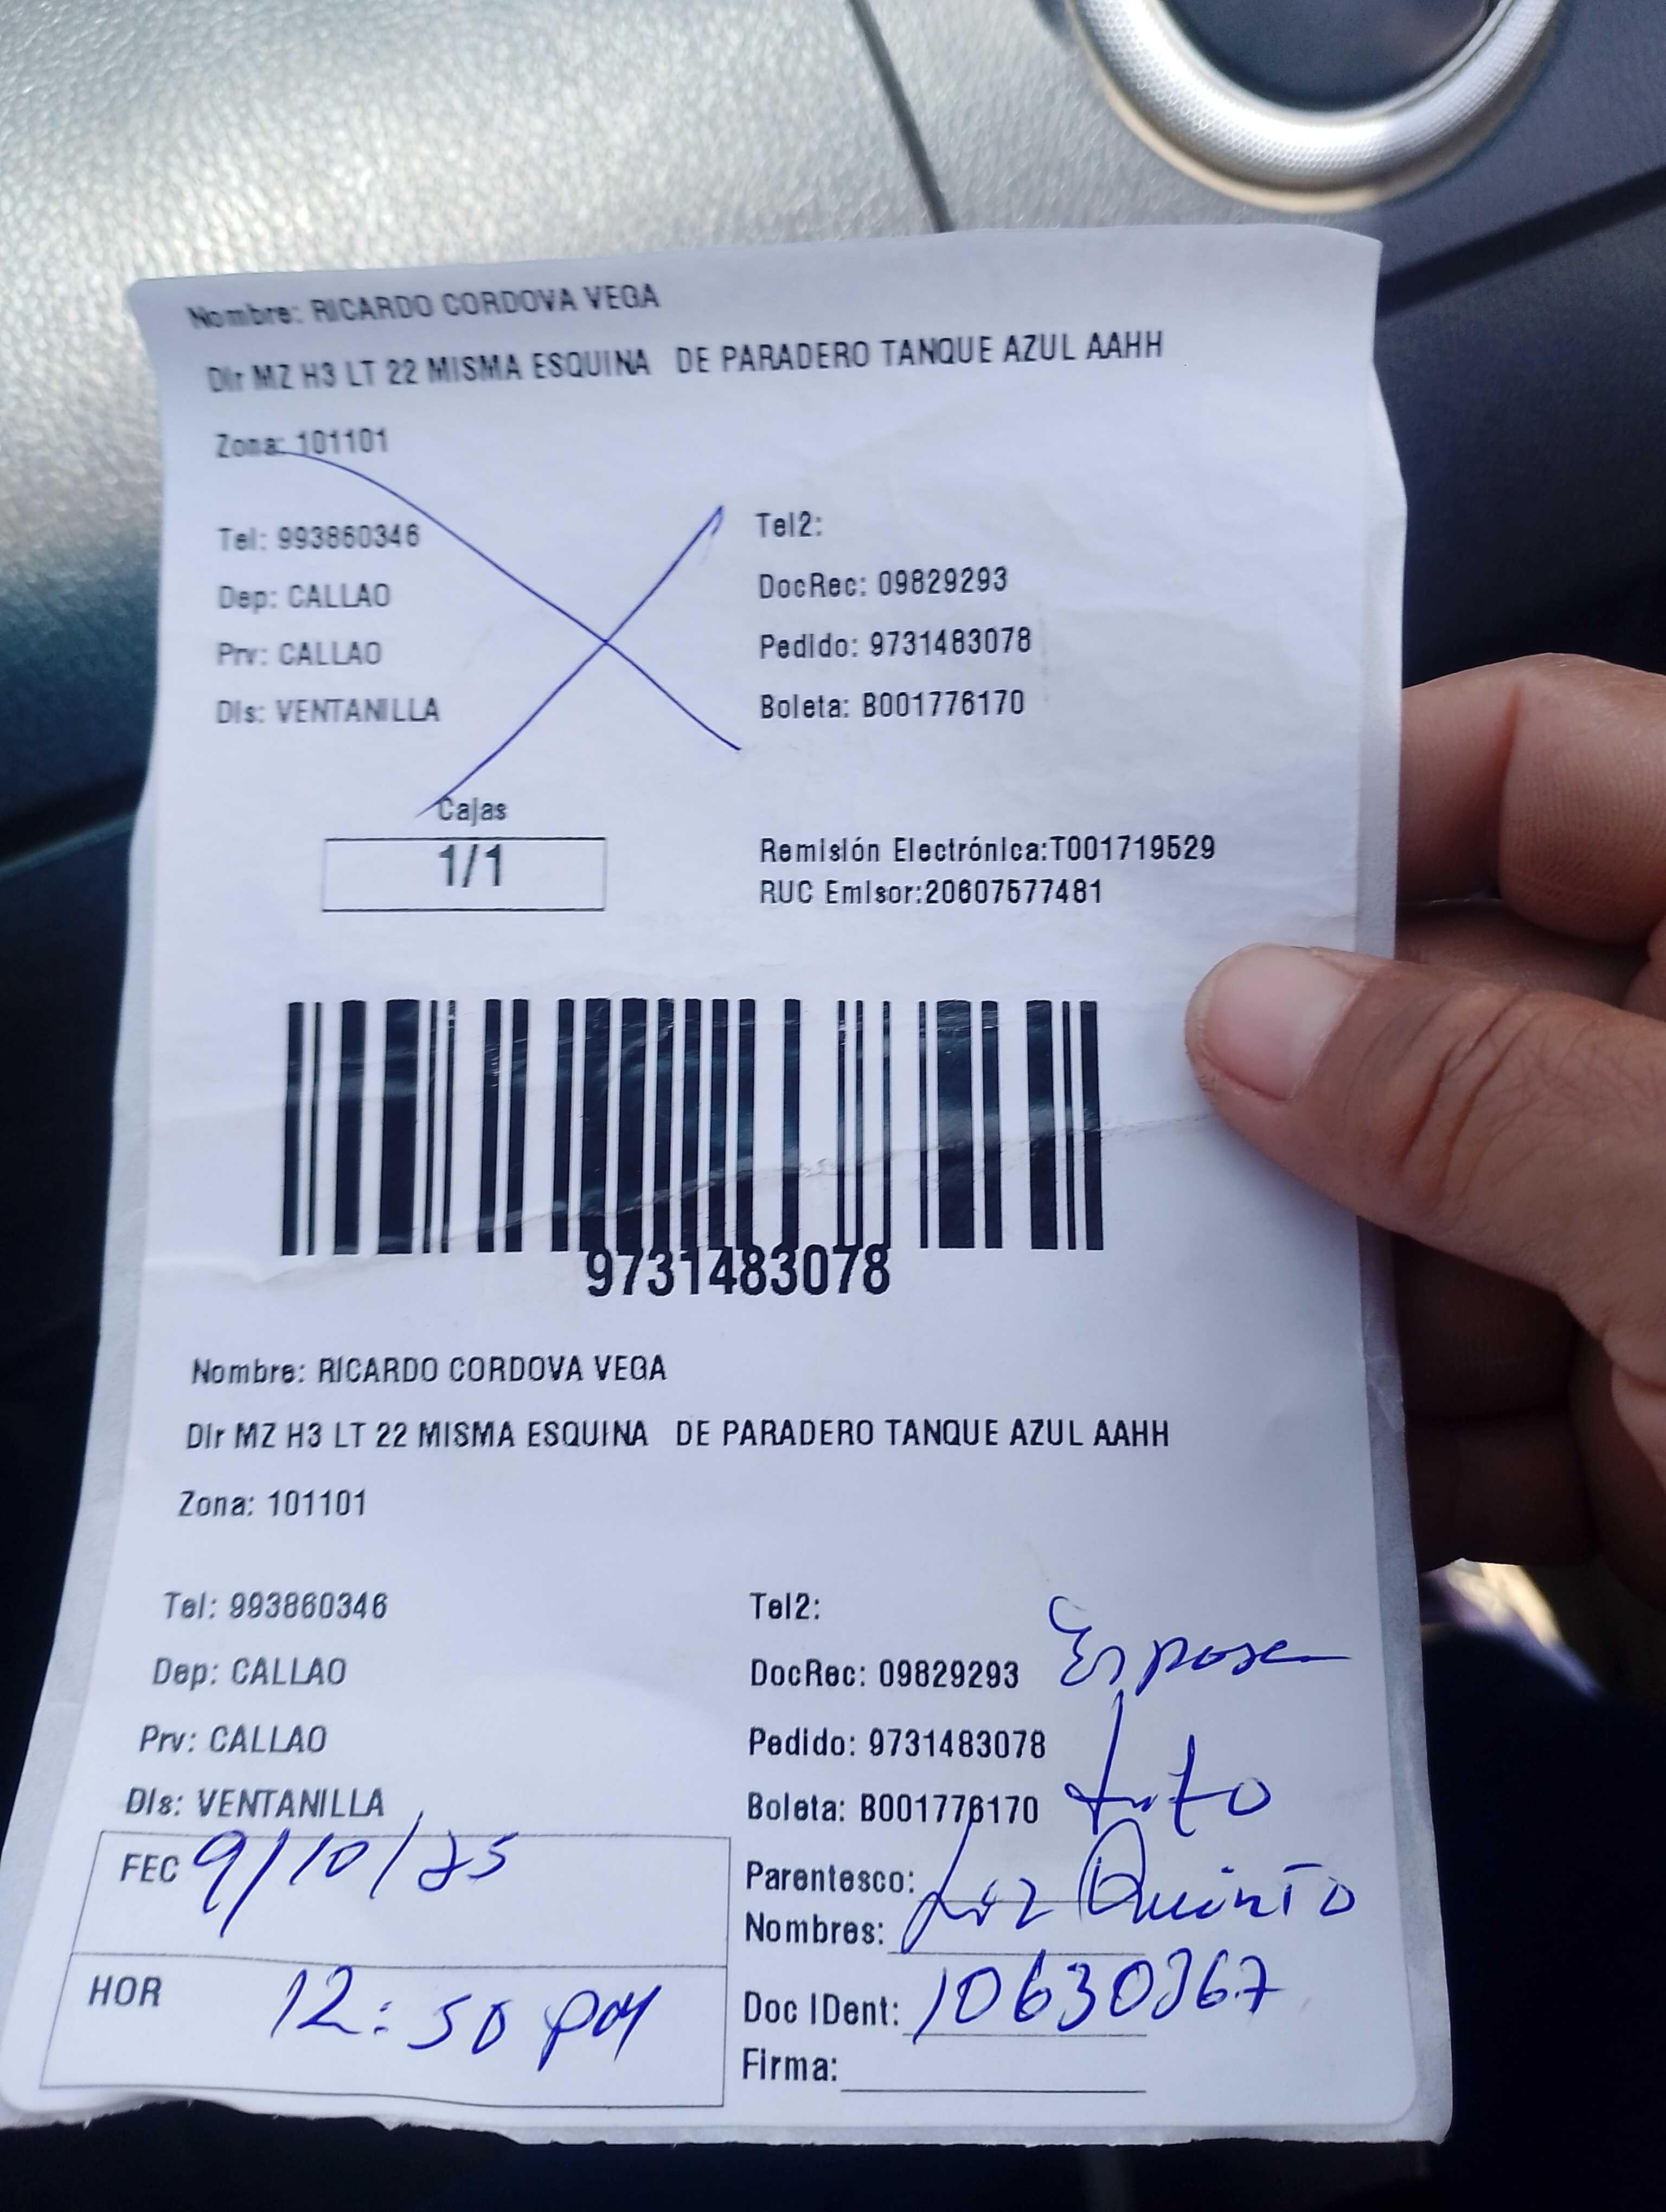 Nombre: RICARDO CORDOVA VEGA
Dir MZ H3 LT 22 MISMA ESQUINA DE PARADERO TANQUE AZUL AAHH
Zona: 101101
Tel: 993860346
Tel2:
Dep: CALLAO
DocRec: 09829293
Prv: CALLAO
Pedido: 9731483078
Dis: VENTANILLA
Boleta: B001776170
Cajas
1/1
Remisión Electrónica:T001719529
RUC Emisor:20607577481
9731483078
Nombre: RICARDO CORDOVA VEGA
Dir MZ H3 LT 22 MISMA ESQUINA DE PARADERO TANQUE AZUL AAHH
Zona: 101101
Tel: 993860346
Tel2:
Dep: CALLAO
DocRec: 09829293 Esposa
Prv: CALLAO
Pedido: 9731483078
Dis: VENTANILLA
Boleta: B001776170
FEC 9/10/25
Parentesco:
Nombres: Luz Quinto
HOR 12:50 PM
Doc IDent: 10630367
Firma: